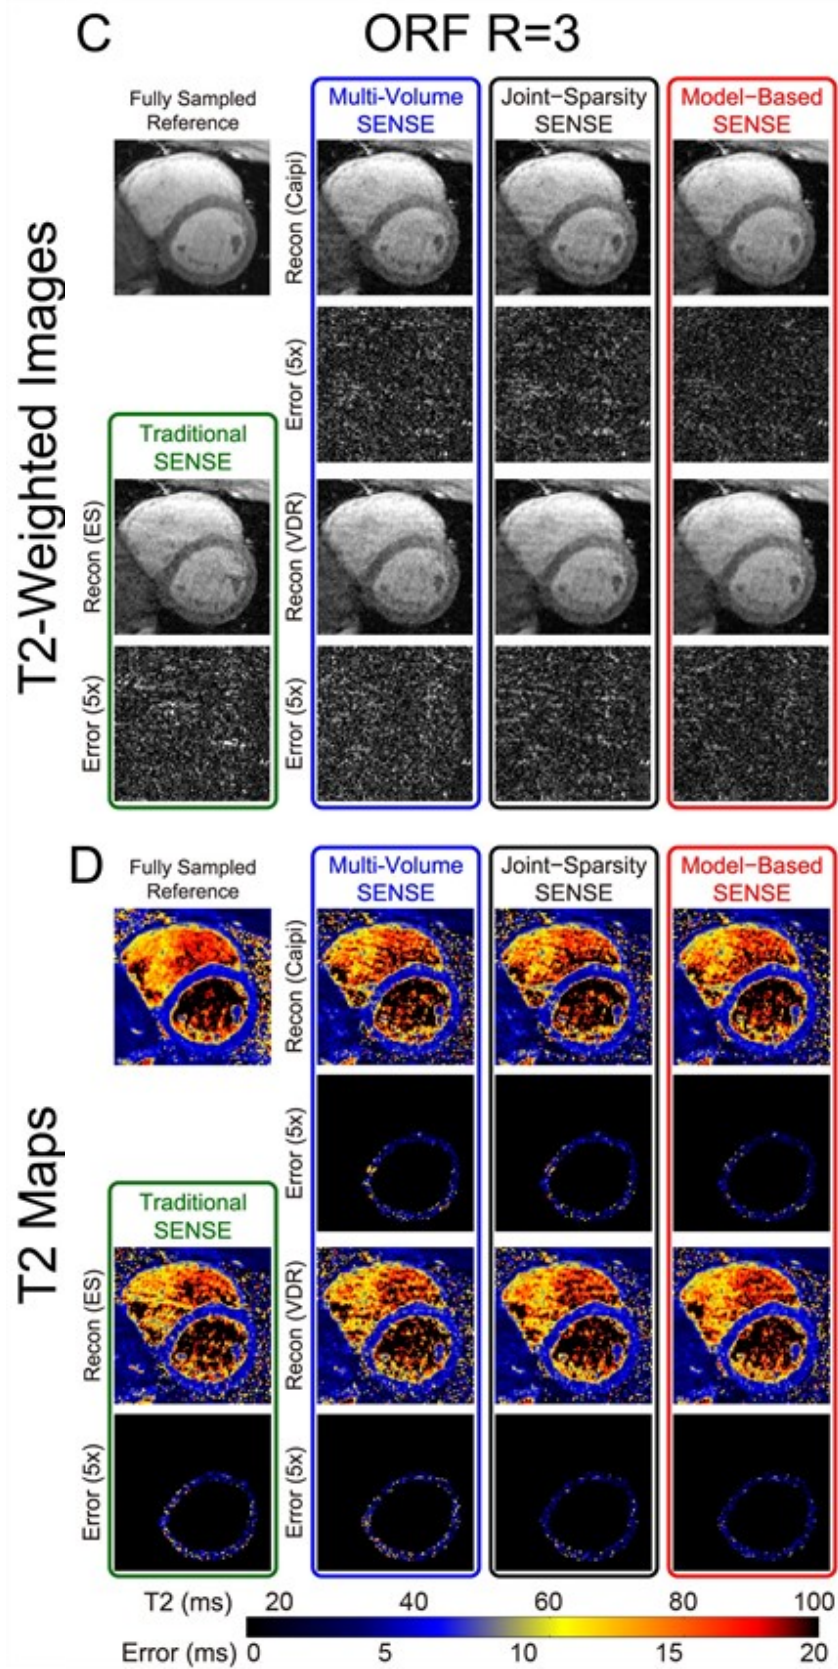 C
ORF R=3
T2-Weighted Images
Fully Sampled
Reference
Multi-Volume
SENSE
Joint-Sparsity
SENSE
Model-Based
SENSE
Recon (Caipi)
Error (5x)
Traditional
SENSE
Recon (ES)
Recon (VDR)
Error (5x)
Error (5x)
D
T2 Maps
Fully Sampled
Reference
Multi-Volume
SENSE
Joint-Sparsity
SENSE
Model-Based
SENSE
Recon (Caipi)
Error (5x)
Traditional
SENSE
Recon (ES)
Recon (VDR)
Error (5x)
Error (5x)
T2 (ms) 20 40 60 80 100
Error (ms) 0 5 10 15 20